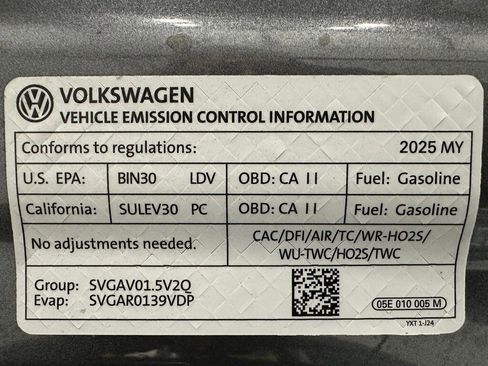 VOLKSWAGEN
VEHICLE EMISSION CONTROL INFORMATION
Conforms to regulations: 2025 MY
U.S. EPA: BIN30 LDV OBD: CA II Fuel: Gasoline
California: SULEV30 PC OBD: CA II Fuel: Gasoline
No adjustments needed. CAC/DFI/AIR/TC/WR-HO2S/
WU-TWC/HO2S/TWC
Group: SVGAV01.5V2Q
Evap: SVGAR0139VDP
05E 010 005 M
YXT 1-J24